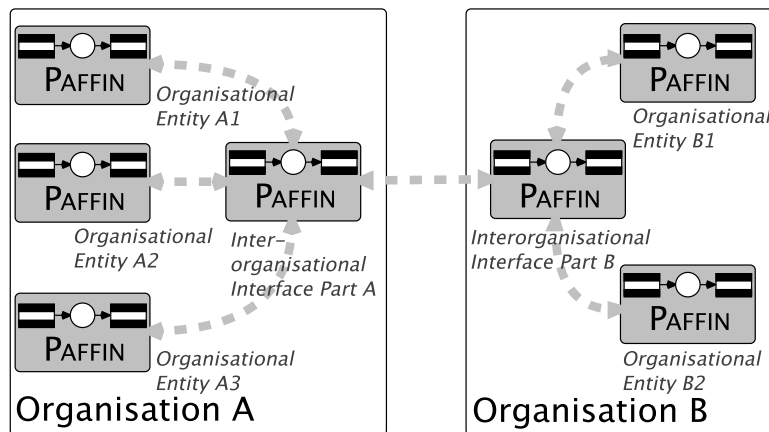 PAFFIN
Organisational
Entity A1
PAFFIN
Organisational
Entity A2
PAFFIN
Inter-
organisational
Interface Part A
PAFFIN
Organisational
Entity A3
Organisation A
PAFFIN
Organisational
Entity B1
PAFFIN
Interorganisational
Interface Part B
PAFFIN
Organisational
Entity B2
Organisation B